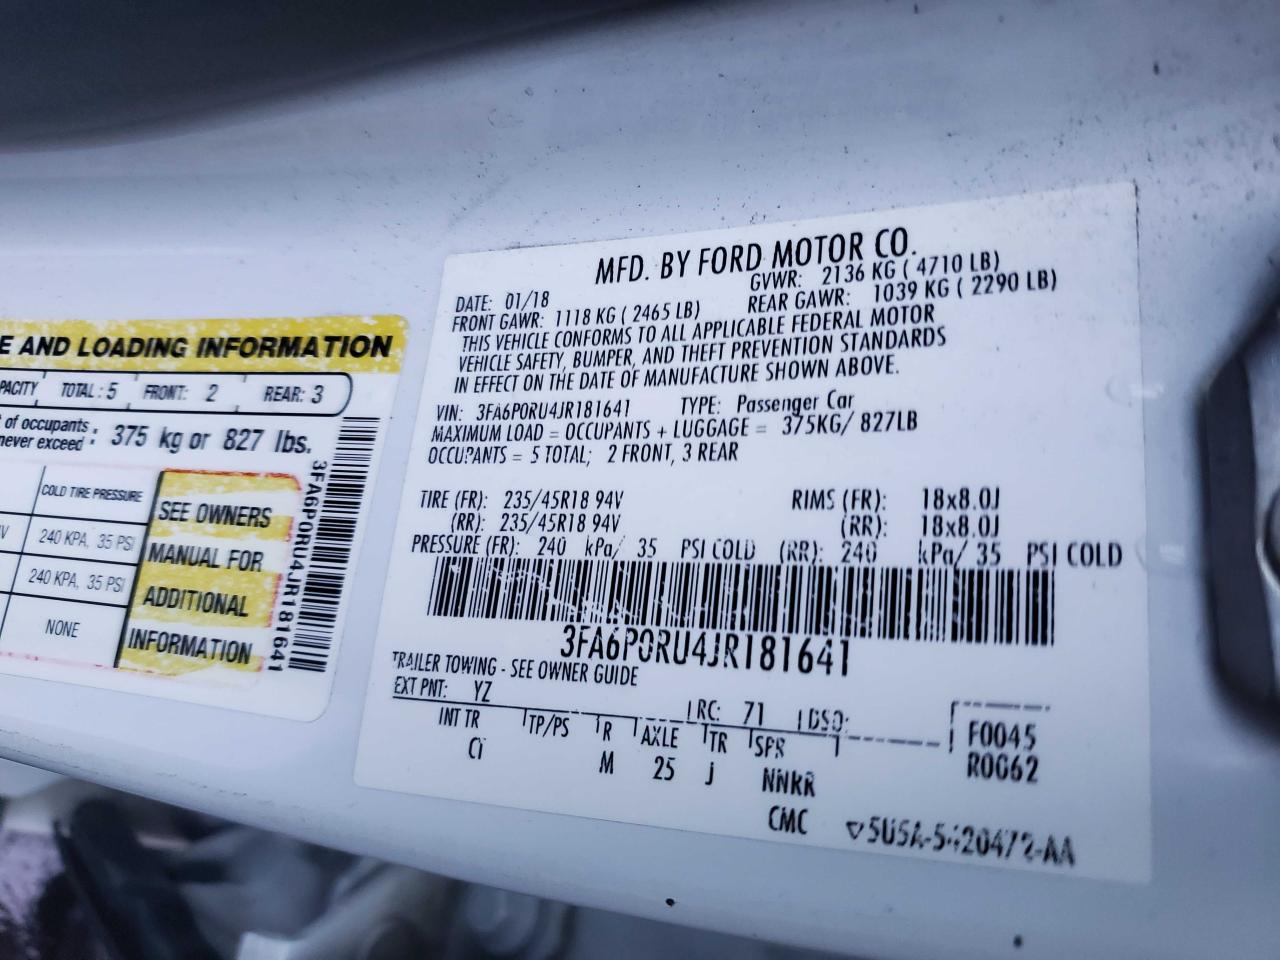 E AND LOADING INFORMATION
PACITY TOTAL: 5 FRONT: 2 REAR: 3
t of occupants
never exceed : 375 kg or 827 lbs.
COLD TIRE PRESSURE
V 240 KPA, 35 PSI
240 KPA, 35 PSI
NONE
SEE OWNERS
MANUAL FOR
ADDITIONAL
INFORMATION
3FA6P0RU4JR181641
MFD. BY FORD MOTOR CO.
DATE: 01/18 GVWR: 2136 KG ( 4710 LB)
FRONT GAWR: 1118 KG ( 2465 LB) REAR GAWR: 1039 KG ( 2290 LB)
THIS VEHICLE CONFORMS TO ALL APPLICABLE FEDERAL MOTOR
VEHICLE SAFETY, BUMPER, AND THEFT PREVENTION STANDARDS
IN EFFECT ON THE DATE OF MANUFACTURE SHOWN ABOVE.
VIN: 3FA6P0RU4JR181641 TYPE: Passenger Car
MAXIMUM LOAD = OCCUPANTS + LUGGAGE = 375KG/ 827LB
OCCUPANTS = 5 TOTAL; 2 FRONT, 3 REAR
TIRE (FR): 235/45R18 94V RIMS (FR): 18x8.0J
(RR): 235/45R18 94V (RR): 18x8.0J
PRESSURE (FR): 240 kPa/ 35 PSI COLD (RR): 240 kPa/ 35 PSI COLD
3FA6P0RU4JR181641
TRAILER TOWING - SEE OWNER GUIDE
EXT PNT: YZ RC: 71 DSO:
INT TR TP/PS R AXLE TR SPR F0045
M 25 J NNKR R0062
CMC ▽5U5A-5420472-AA